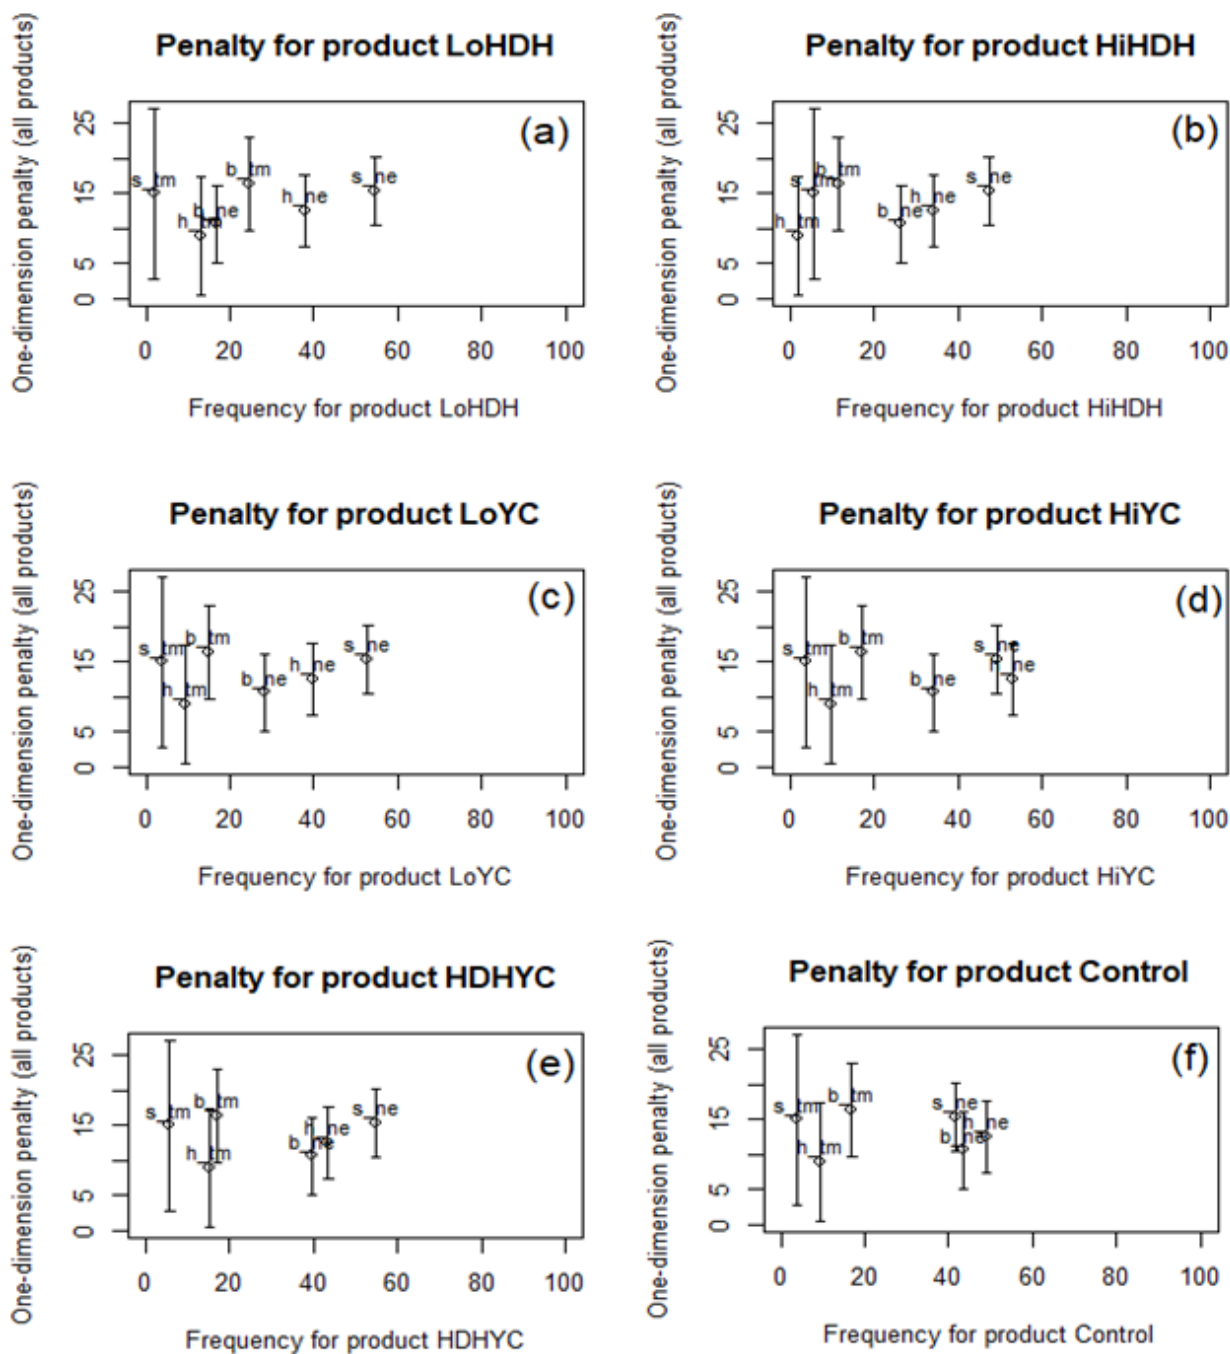 Penalty for product LoHDH
One-dimension penalty (all products)
25
15
5
0
(a)
s_tm
h_tm
b_ne
b_tm
h_ne
s_ne
0 20 40 60 80 100
Frequency for product LoHDH
Penalty for product HiHDH
One-dimension penalty (all products)
25
15
5
0
(b)
h_tm
s_tm
b_tm
b_ne
h_ne
s_ne
0 20 40 60 80 100
Frequency for product HiHDH
Penalty for product LoYC
One-dimension penalty (all products)
25
15
5
0
(c)
s_tm
h_tm
b_tm
b_ne
h_ne
s_ne
0 20 40 60 80 100
Frequency for product LoYC
Penalty for product HiYC
One-dimension penalty (all products)
25
15
5
0
(d)
s_tm
h_tm
b_tm
b_ne
s_ne
h_ne
0 20 40 60 80 100
Frequency for product HiYC
Penalty for product HDHYC
One-dimension penalty (all products)
25
15
5
0
(e)
s_tm
h_tm
b_tm
b_ne
h_ne
s_ne
0 20 40 60 80 100
Frequency for product HDHYC
Penalty for product Control
One-dimension penalty (all products)
25
15
5
0
(f)
s_tm
h_tm
b_tm
s_ne
b_ne
h_ne
0 20 40 60 80 100
Frequency for product Control